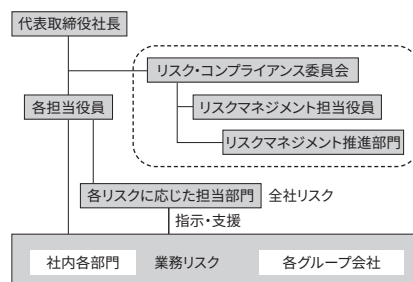 代表取締役社長
リスク・コンプライアンス委員会
各担当役員
リスクマネジメント担当役員
リスクマネジメント推進部門
各リスクに応じた担当部門 全社リスク
指示・支援
社内各部門 業務リスク 各グループ会社